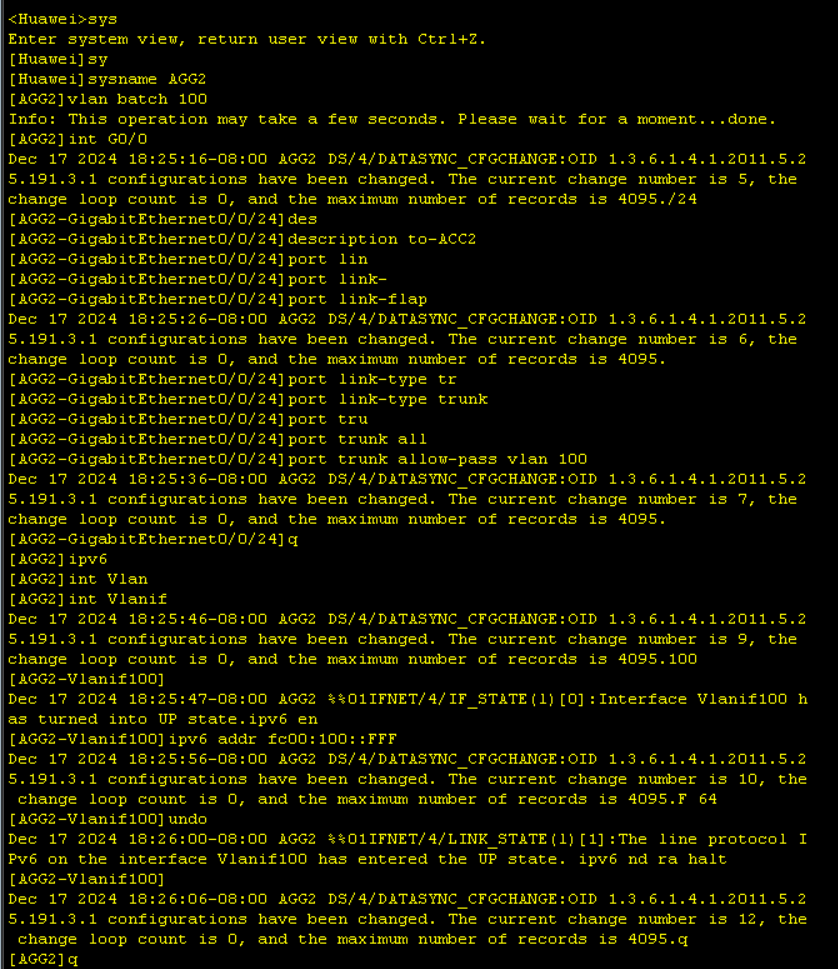 <Huawei>sys
Enter system view, return user view with Ctrl+Z.
[Huawei]sy
[Huawei]sysname AGG2
[AGG2]vlan batch 100
Info: This operation may take a few seconds. Please wait for a moment...done.
[AGG2]int G0/0
Dec 17 2024 18:25:16-08:00 AGG2 DS/4/DATASYNC_CFGCHANGE:OID 1.3.6.1.4.1.2011.5.2
5.191.3.1 configurations have been changed. The current change number is 5, the
change loop count is 0, and the maximum number of records is 4095./24
[AGG2-GigabitEthernet0/0/24]des
[AGG2-GigabitEthernet0/0/24]description to-ACC2
[AGG2-GigabitEthernet0/0/24]port lin
[AGG2-GigabitEthernet0/0/24]port link-
[AGG2-GigabitEthernet0/0/24]port link-flap
Dec 17 2024 18:25:26-08:00 AGG2 DS/4/DATASYNC_CFGCHANGE:OID 1.3.6.1.4.1.2011.5.2
5.191.3.1 configurations have been changed. The current change number is 6, the
change loop count is 0, and the maximum number of records is 4095.
[AGG2-GigabitEthernet0/0/24]port link-type tr
[AGG2-GigabitEthernet0/0/24]port link-type trunk
[AGG2-GigabitEthernet0/0/24]port tru
[AGG2-GigabitEthernet0/0/24]port trunk all
[AGG2-GigabitEthernet0/0/24]port trunk allow-pass vlan 100
Dec 17 2024 18:25:36-08:00 AGG2 DS/4/DATASYNC_CFGCHANGE:OID 1.3.6.1.4.1.2011.5.2
5.191.3.1 configurations have been changed. The current change number is 7, the
change loop count is 0, and the maximum number of records is 4095.
[AGG2-GigabitEthernet0/0/24]q
[AGG2]ipv6
[AGG2]int Vlan
[AGG2]int Vlanif
Dec 17 2024 18:25:46-08:00 AGG2 DS/4/DATASYNC_CFGCHANGE:OID 1.3.6.1.4.1.2011.5.2
5.191.3.1 configurations have been changed. The current change number is 9, the
change loop count is 0, and the maximum number of records is 4095.100
[AGG2-Vlanif100]
Dec 17 2024 18:25:47-08:00 AGG2 %%01IFNET/4/IF_STATE(l)[0]:Interface Vlanif100 h
as turned into UP state.ipv6 en
[AGG2-Vlanif100]ipv6 addr fc00:100::FFF
Dec 17 2024 18:25:56-08:00 AGG2 DS/4/DATASYNC_CFGCHANGE:OID 1.3.6.1.4.1.2011.5.2
5.191.3.1 configurations have been changed. The current change number is 10, the
 change loop count is 0, and the maximum number of records is 4095.F 64
[AGG2-Vlanif100]undo
Dec 17 2024 18:26:00-08:00 AGG2 %%01IFNET/4/LINK_STATE(l)[1]:The line protocol I
Pv6 on the interface Vlanif100 has entered the UP state. ipv6 nd ra halt
[AGG2-Vlanif100]
Dec 17 2024 18:26:06-08:00 AGG2 DS/4/DATASYNC_CFGCHANGE:OID 1.3.6.1.4.1.2011.5.2
5.191.3.1 configurations have been changed. The current change number is 12, the
 change loop count is 0, and the maximum number of records is 4095.q
[AGG2]q